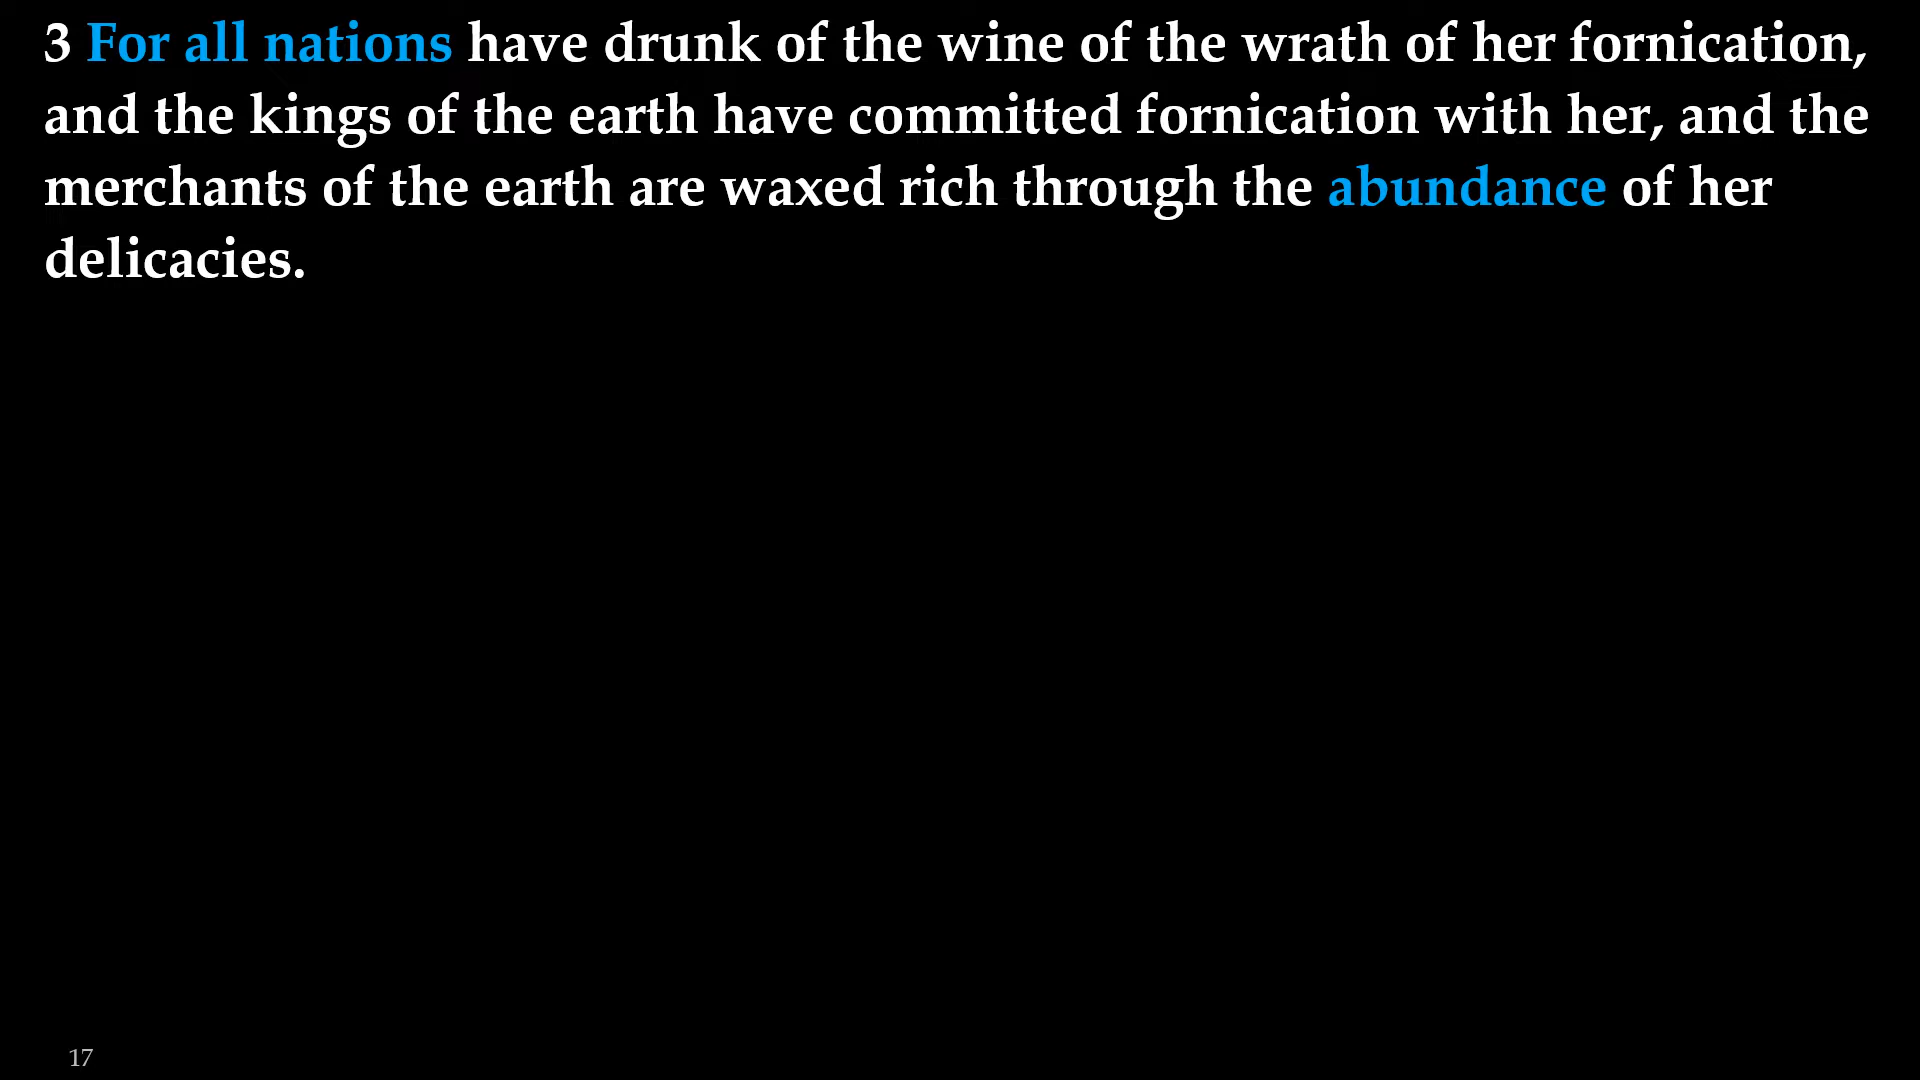 3 For all nations have drunk of the wine of the wrath of her fornication,
and the kings of the earth have committed fornication with her, and the
merchants of the earth are waxed rich through the abundance of her
delicacies.
17